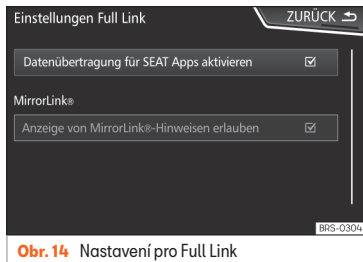 Einstellungen Full Link
ZURÜCK
Datenübertragung für SEAT Apps aktivieren
MirrorLink®
Anzeige von MirrorLink®-Hinweisen erlauben
BRS-0304
Obr. 14 Nastavení pro Full Link